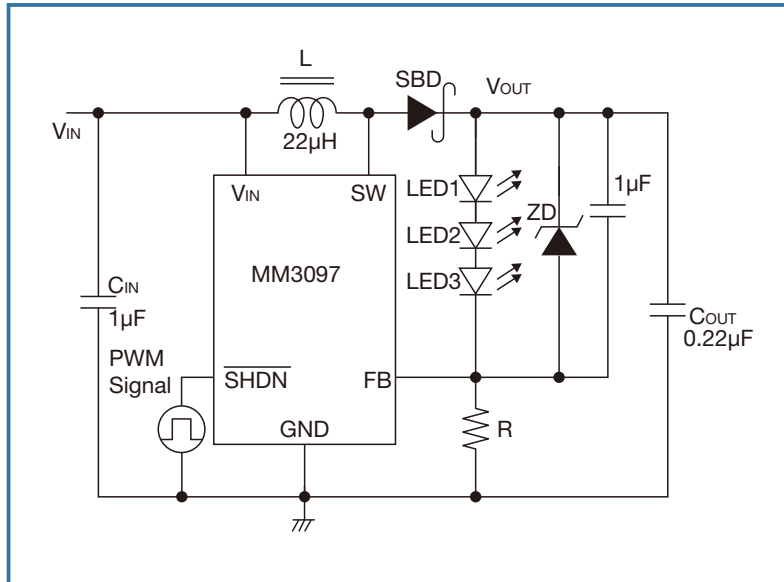 L
SBD
VOUT
VIN
22µH
VIN
SW
LED1
1µF
ZD
LED2
MM3097
LED3
CIN
1µF
COUT
0.22µF
PWM
Signal
SHDN
FB
GND
R